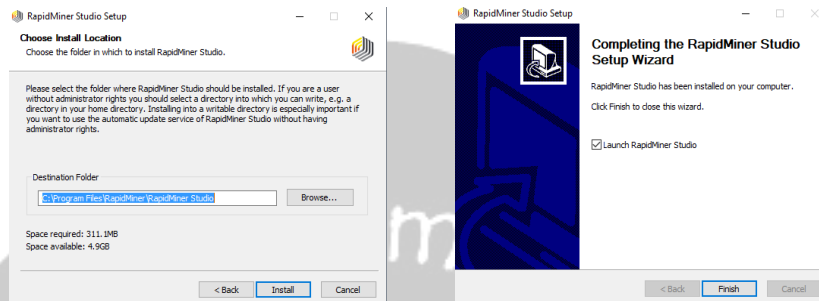 RapidMiner Studio Setup
Choose Install Location
Choose the folder in which to install RapidMiner Studio.
Please select the folder where RapidMiner Studio should be installed. If you are a user
without administrator rights you should select a directory into which you can write, e.g. a
directory in your home directory. Installing into a writable directory is especially important if
you want to use the automatic update service of RapidMiner Studio without having
administrator rights.
Destination Folder
C:\Program Files\RapidMiner\RapidMiner Studio
Browse...
Space required: 311.1MB
Space available: 4.9GB
< Back
Install
Cancel
RapidMiner Studio Setup
Completing the RapidMiner Studio
Setup Wizard
RapidMiner Studio has been installed on your computer.
Click Finish to close this wizard.
Launch RapidMiner Studio
< Back
Finish
Cancel